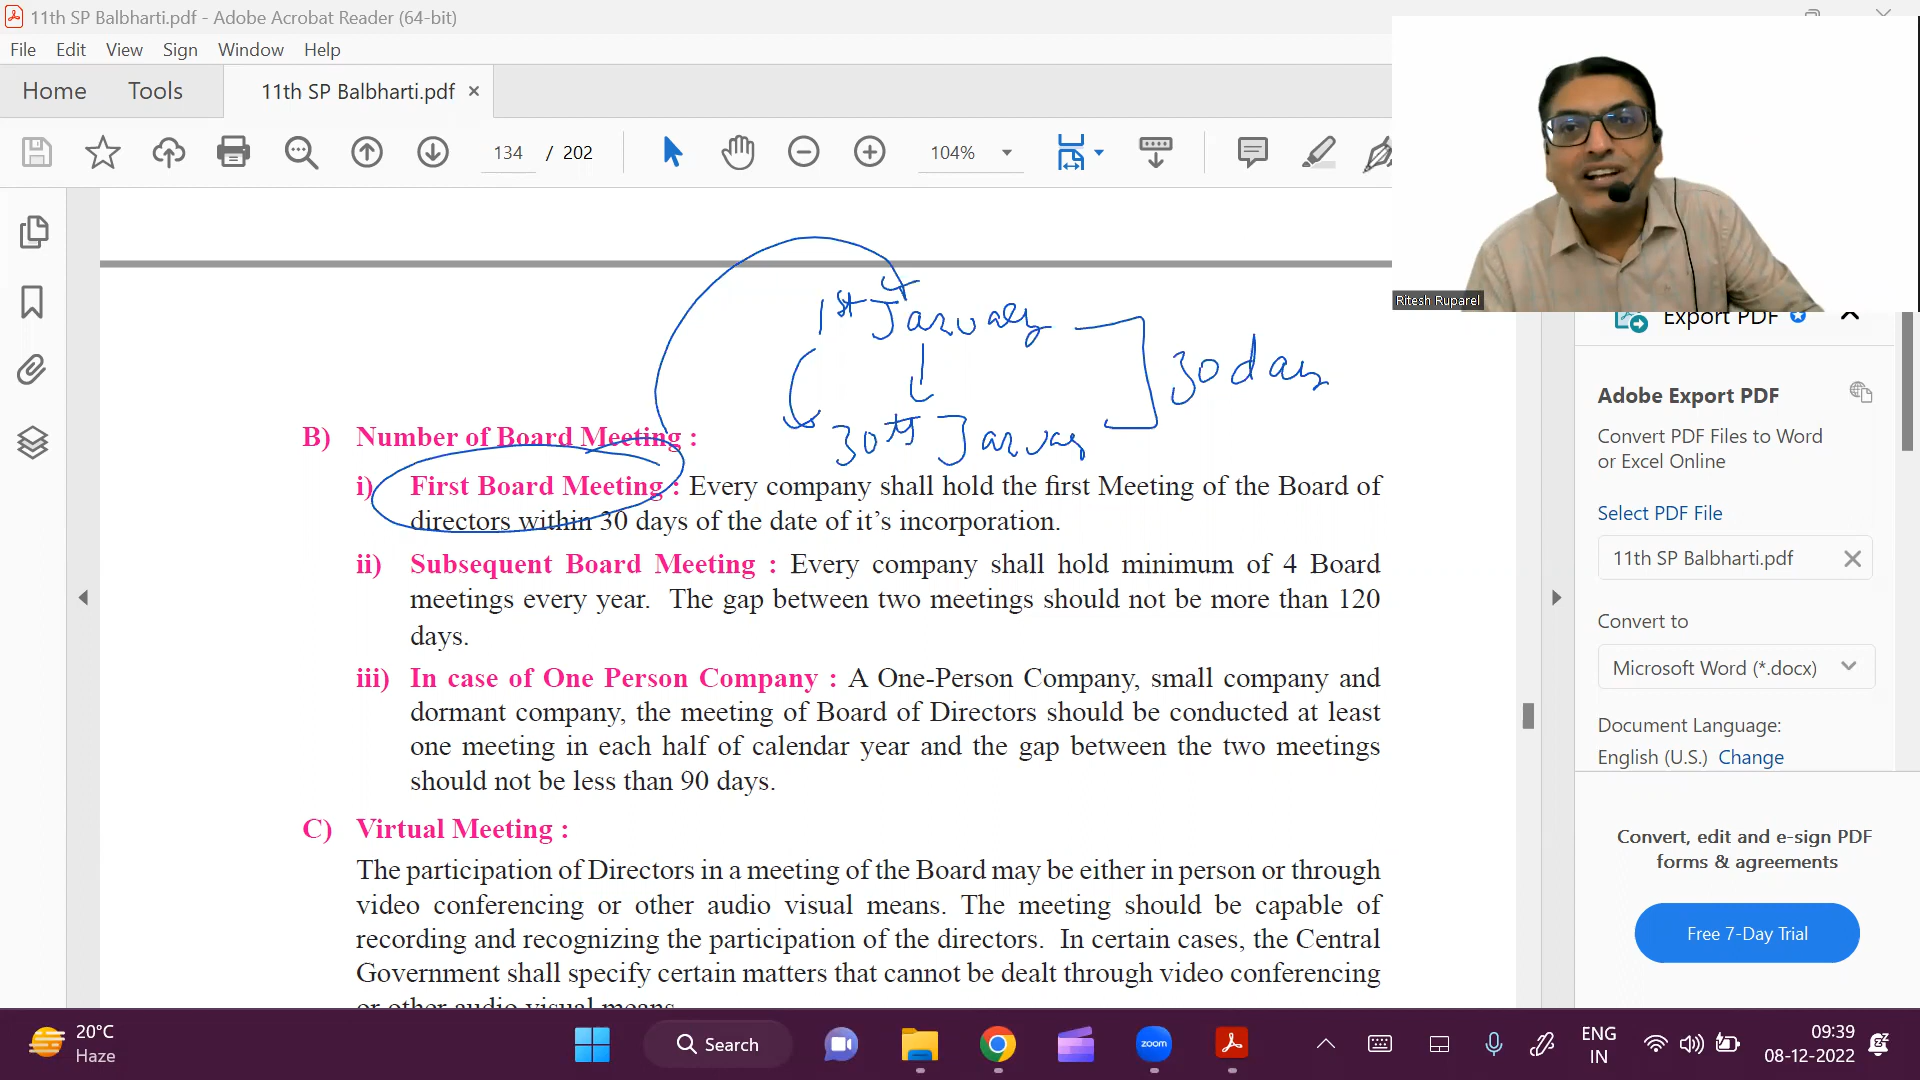 11th SP Balbharti.pdf - Adobe Acrobat Reader (64-bit)
File Edit View Sign Window Help
Home Tools 11th SP Balbharti.pdf ×
134 / 202 104%
Ritesh Ruparel
1st January
30th
30 days
B) Number of Board Meeting :
i) First Board Meeting : Every company shall hold the first Meeting of the Board of
directors within 30 days of the date of it’s incorporation.
ii) Subsequent Board Meeting : Every company shall hold minimum of 4 Board
meetings every year. The gap between two meetings should not be more than 120
days.
iii) In case of One Person Company : A One-Person Company, small company and
dormant company, the meeting of Board of Directors should be conducted at least
one meeting in each half of calendar year and the gap between the two meetings
should not be less than 90 days.
C) Virtual Meeting :
The participation of Directors in a meeting of the Board may be either in person or through
video conferencing or other audio visual means. The meeting should be capable of
recording and recognizing the participation of the directors. In certain cases, the Central
Government shall specify certain matters that cannot be dealt through video conferencing
or other audio visual means.
Export PDF
Adobe Export PDF
Convert PDF Files to Word
or Excel Online
Select PDF File
11th SP Balbharti.pdf
Convert to
Microsoft Word (*.docx)
Document Language:
English (U.S.) Change
Convert, edit and e-sign PDF
forms & agreements
Free 7-Day Trial
20°C
Haze
Search
zoom
ENG
IN
09:39
08-12-2022